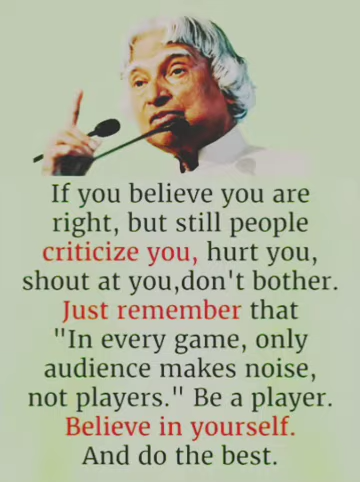 If you believe you are
right, but still people
criticize you, hurt you,
shout at you,don't bother.
Just remember that
"In every game, only
audience makes noise,
not players." Be a player.
Believe in yourself.
And do the best.